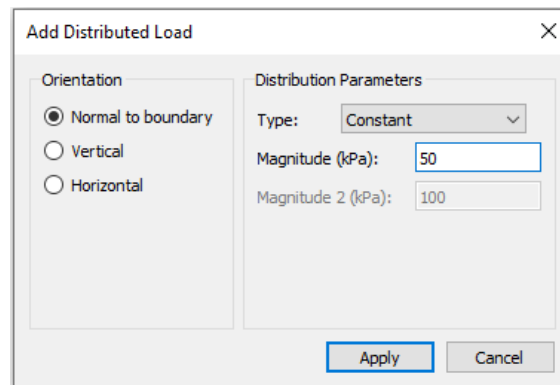 Add Distributed Load
Orientation
Normal to boundary
Vertical
Horizontal
Distribution Parameters
Type: Constant
Magnitude (kPa): 50
Magnitude 2 (kPa): 100
Apply Cancel